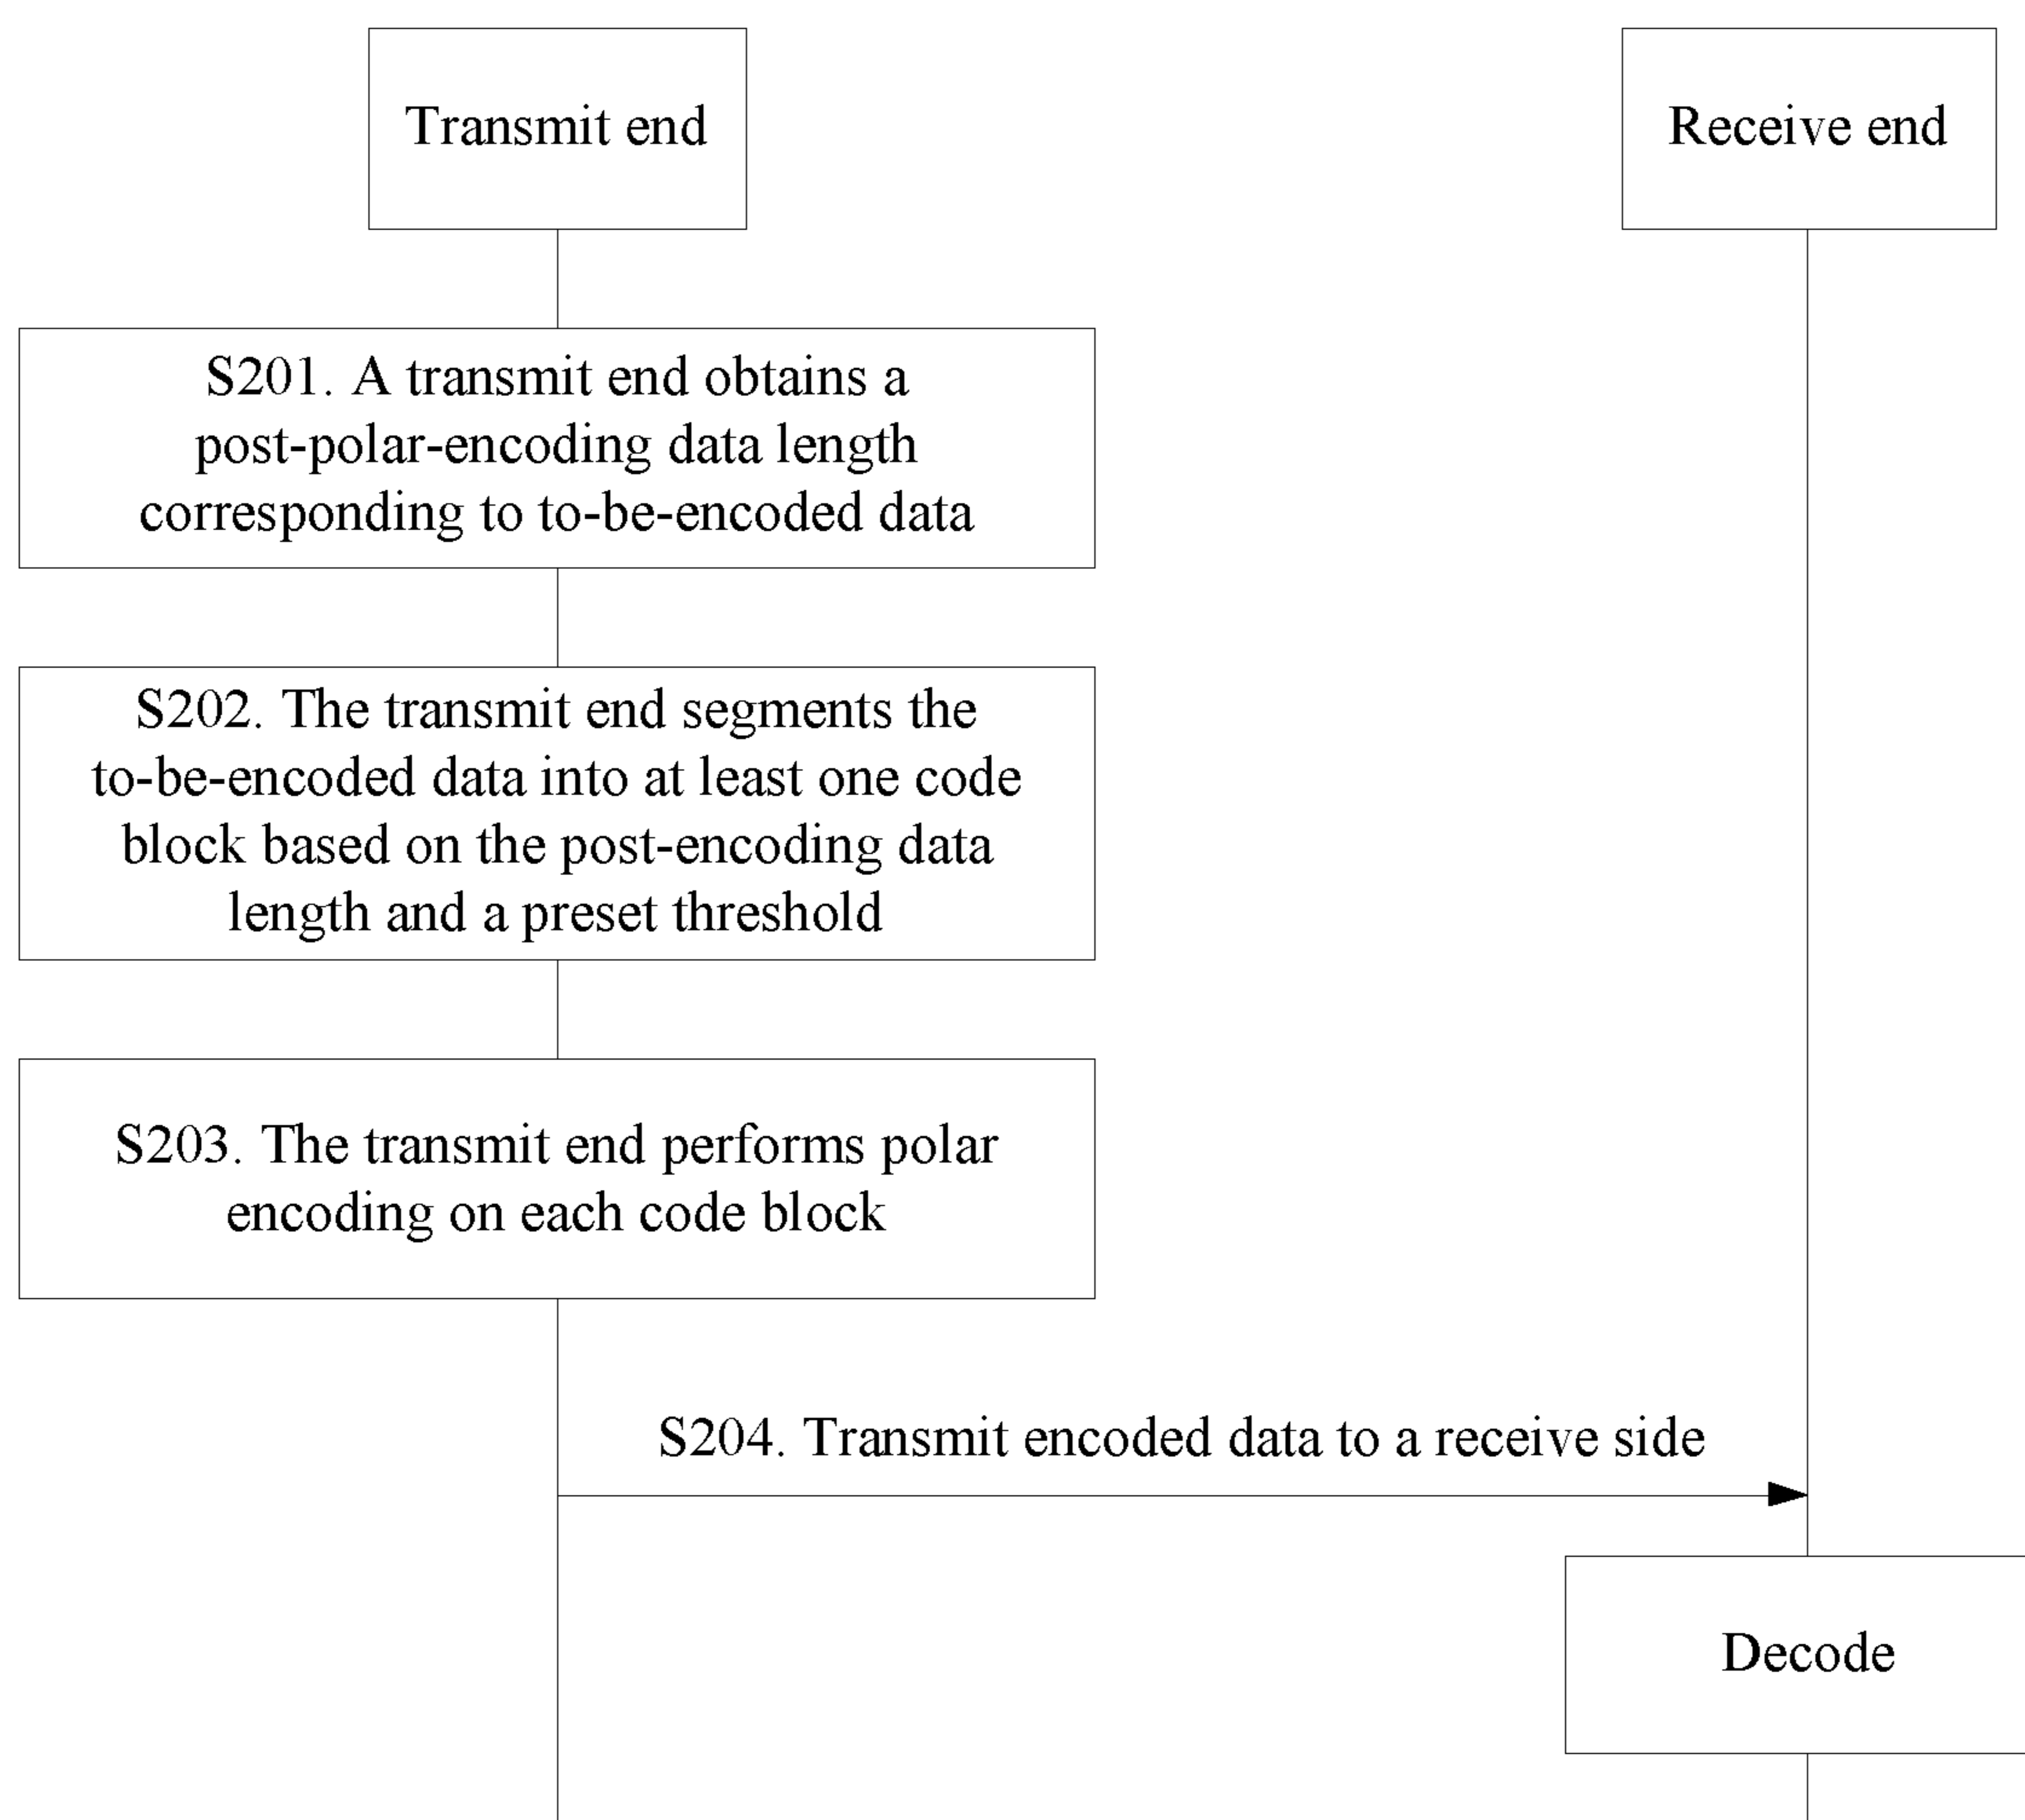 Transmit end
Receive end
S201. A transmit end obtains a
post-polar-encoding data length
corresponding to to-be-encoded data
S202. The transmit end segments the
to-be-encoded data into at least one code
block based on the post-encoding data
length and a preset threshold
S203. The transmit end performs polar
encoding on each code block
S204. Transmit encoded data to a receive side
Decode